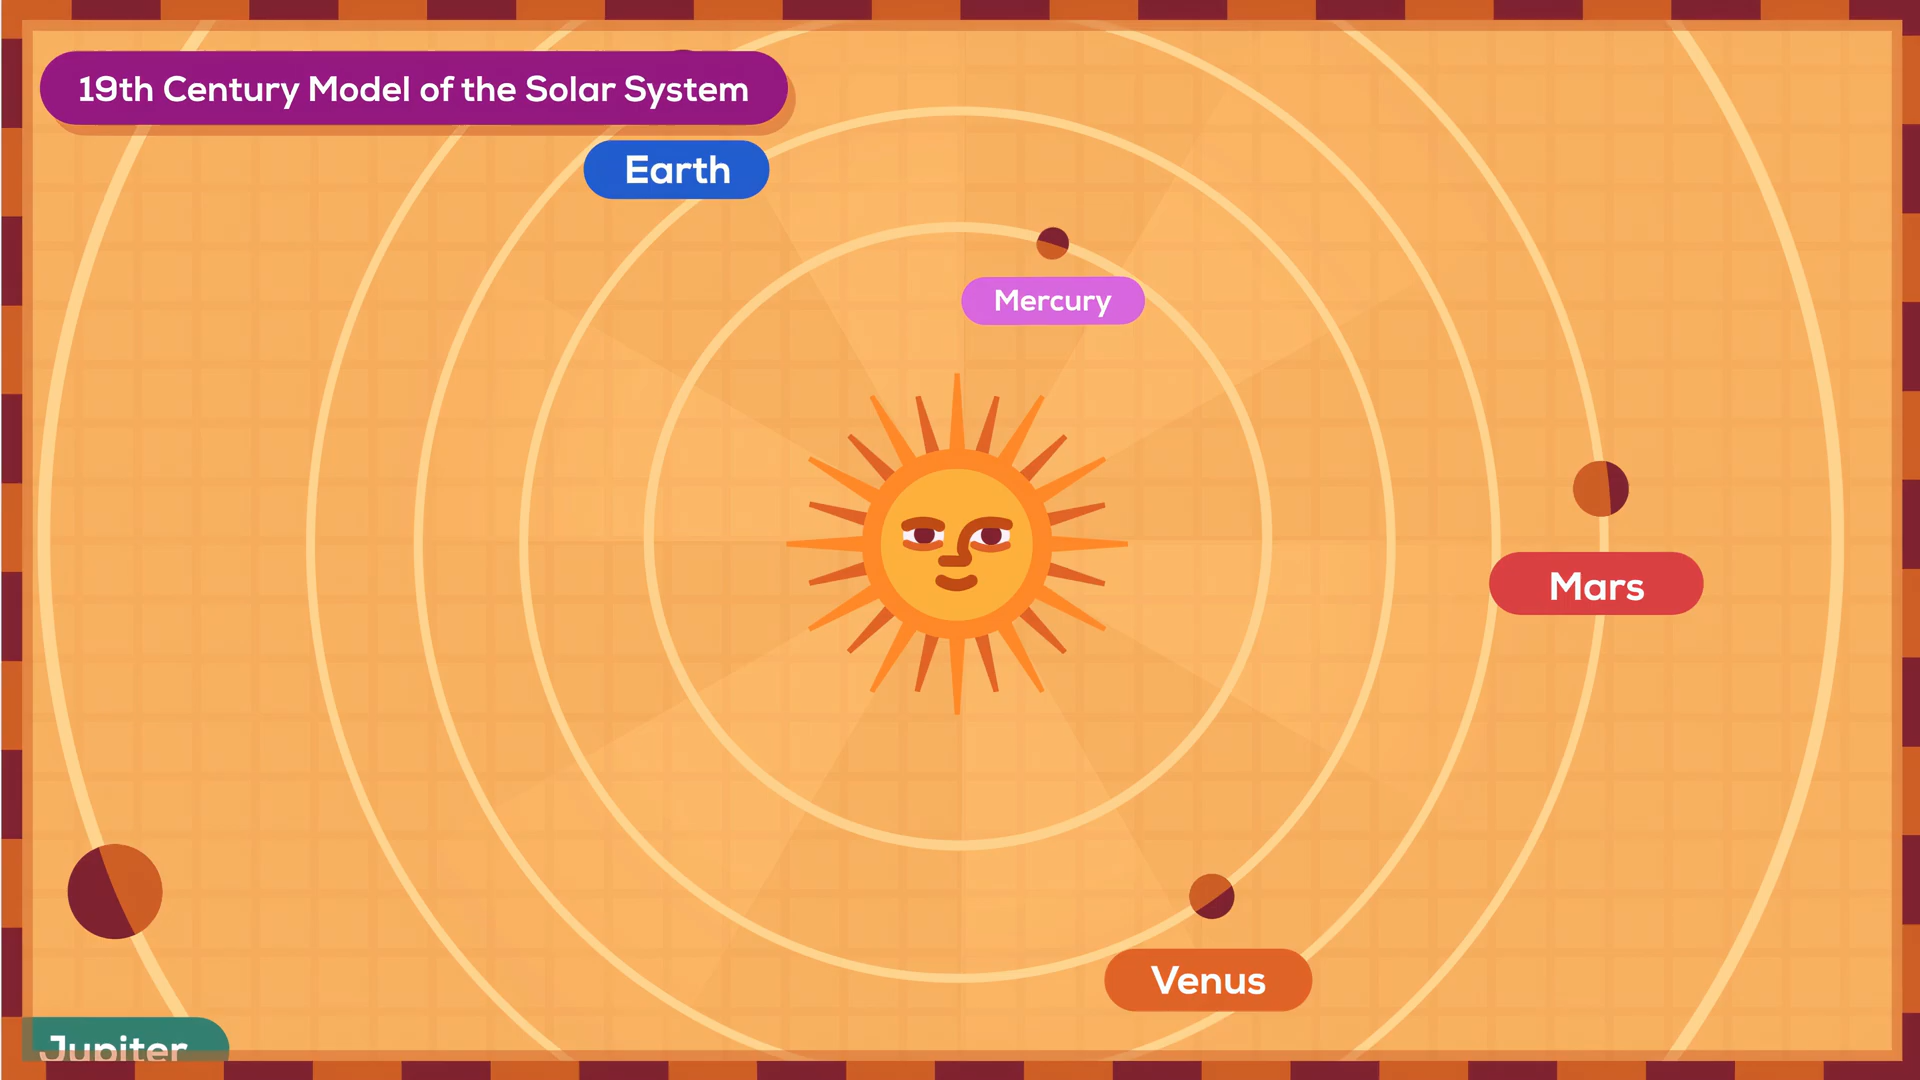 19th Century Model of the Solar System
Earth
Mercury
Mars
Venus
Jupiter